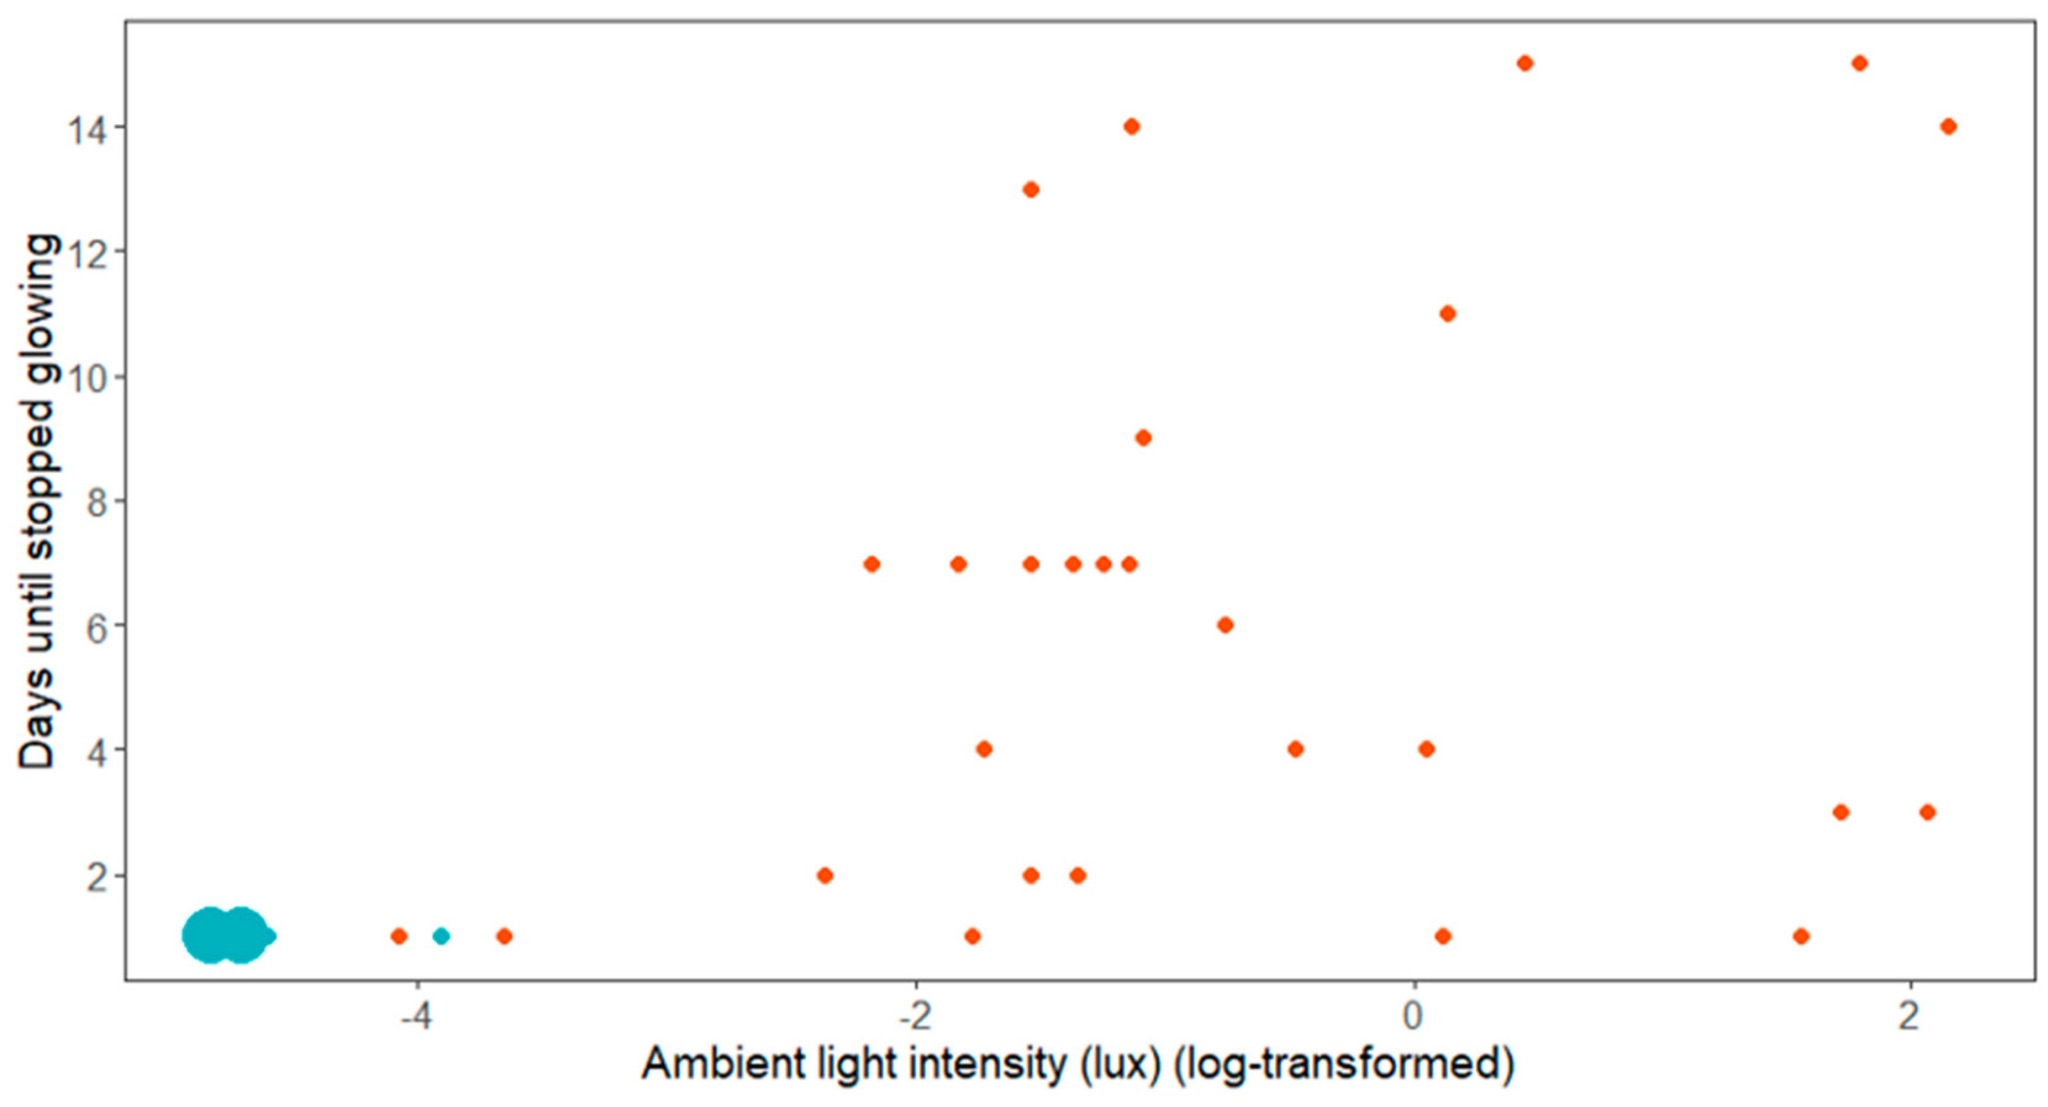 Days until stopped glowing
14
12
10
8
6
4
2
-4 -2 0 2
Ambient light intensity (lux) (log-transformed)